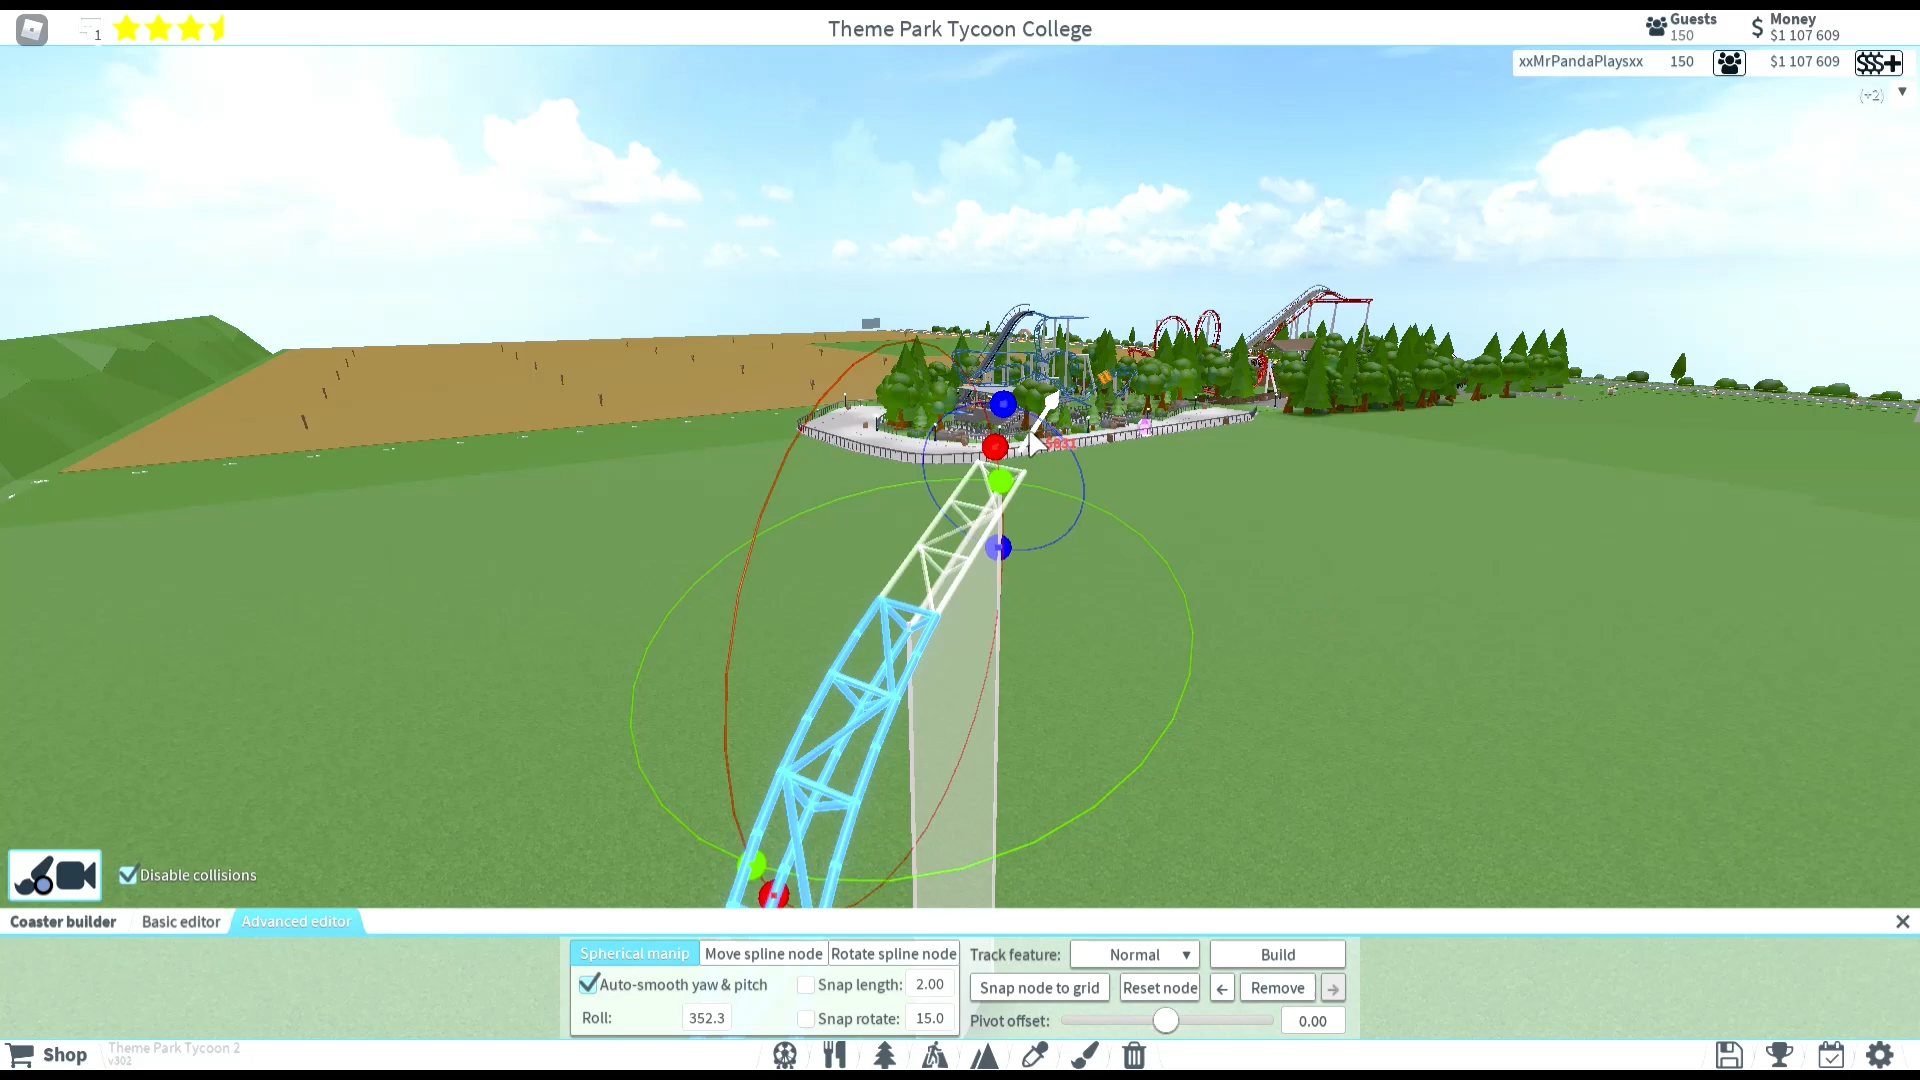 1
Theme Park Tycoon College
Guests
150
$ Money
$1 107 609
xxMrPandaPlaysxx 150 $1 107 609 $$$+
(+2)
Disable collisions
Coaster builder Basic editor Advanced editor
Spherical manip Move spline node Rotate spline node
Auto-smooth yaw & pitch Snap length: 2.00
Roll: 352.3 Snap rotate: 15.0
Track feature: Normal Build
Snap node to grid Reset node ← Remove →
Pivot offset: 0.00
Shop
Theme Park Tycoon 2
v302